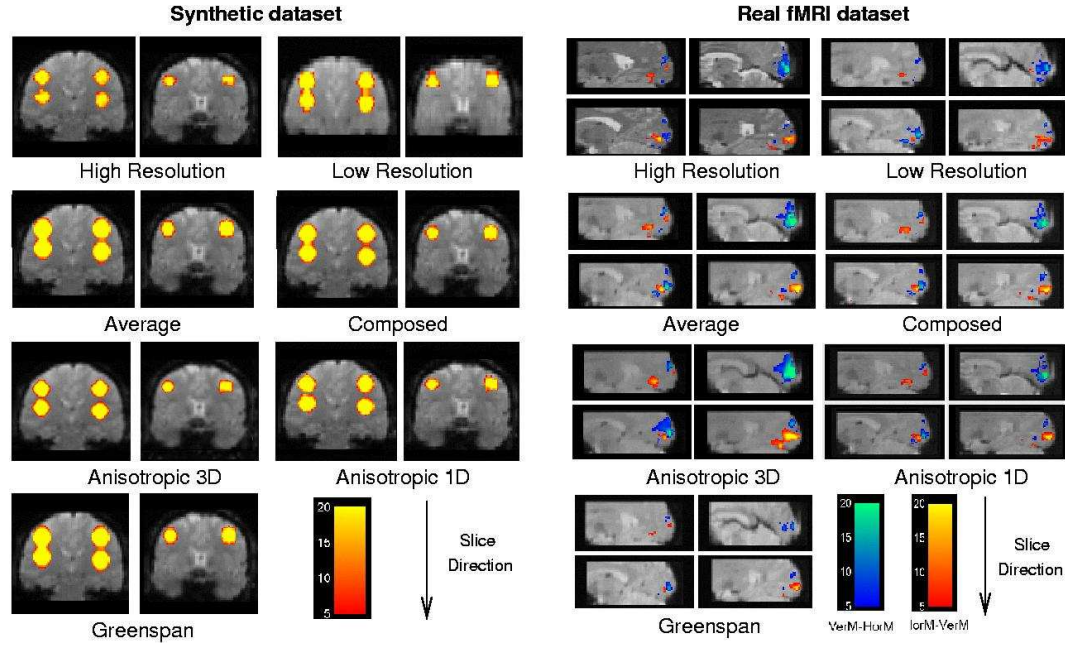 Synthetic dataset
High Resolution
Low Resolution
Average
Composed
Anisotropic 3D
Anisotropic 1D
20
15
10
5
Slice
Direction
Greenspan
Real fMRI dataset
High Resolution
Low Resolution
Average
Composed
Anisotropic 3D
Anisotropic 1D
Greenspan
20
15
10
5
VerM-HorM
20
15
10
5
IorM-VerM
Slice
Direction